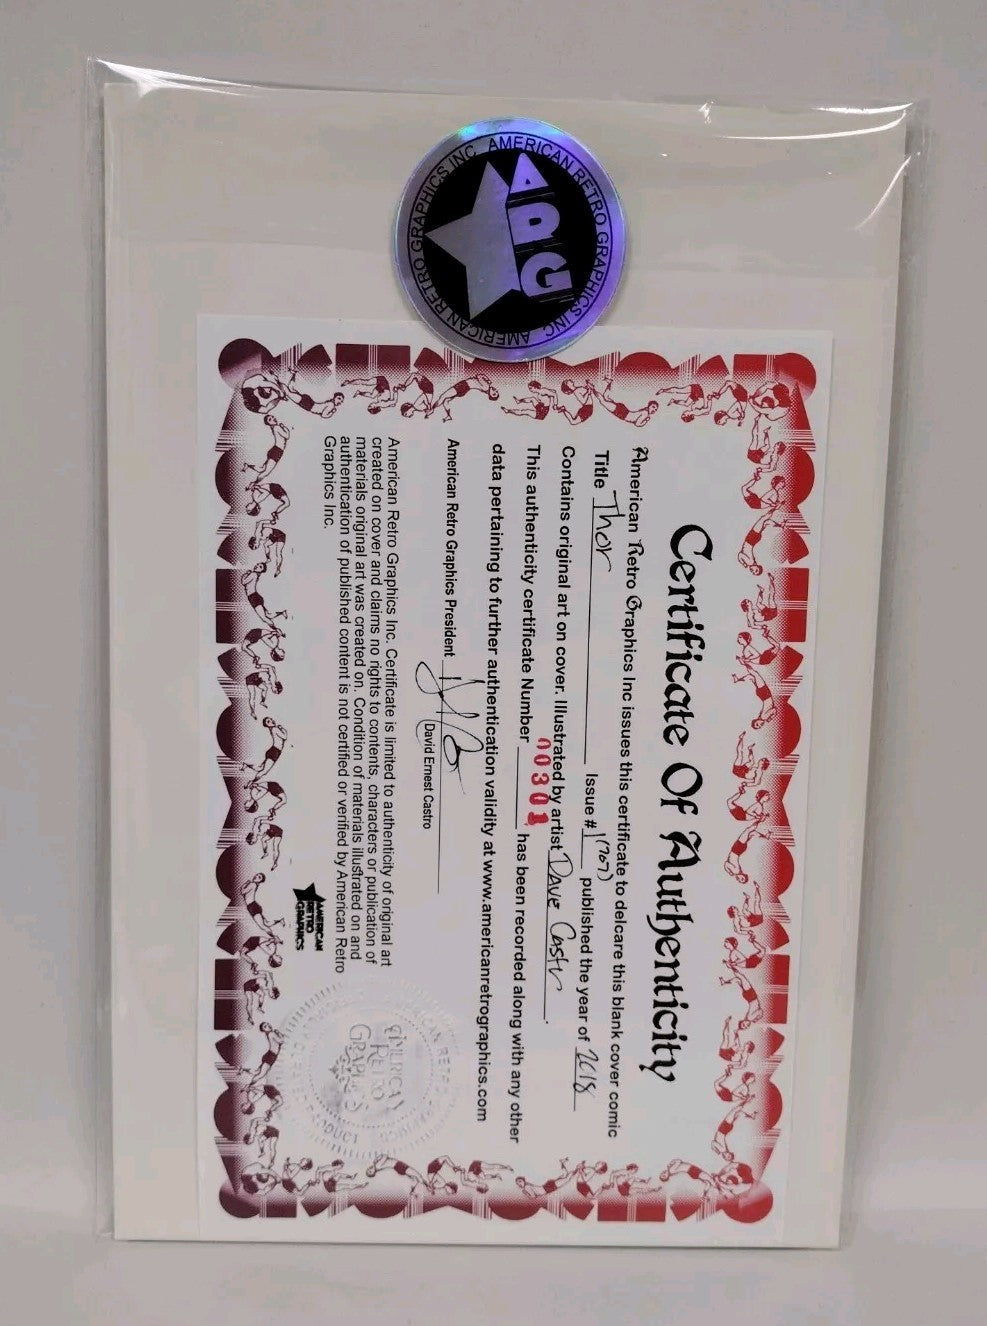 AMERICAN RETRO GRAPHICS INC. AMERICAN RETRO GRAPHICS INC.
ARG
Certificate Of Authenticity
American Retro Graphics Inc issues this certificate to delcare this blank cover comic
Title Thor Issue # 1 (707) published the year of 2018
Contains original art on cover. Illustrated by artist Dave Castr.
This authenticity certificate Number 00301 has been recorded along with any other
data pertaining to further authentication validity at www.americanretrographics.com
American Retro Graphics President
(David Ernest Castro
American Retro Graphics Inc. Certificate is limited to authenticity of original art
created on cover and claims no rights to contents, characters or publication of
materials original art was created on. Condition of materials illustrated on and
authentication of published content is not certified or verified by American Retro
Graphics Inc.
AMERICAN
RETRO
GRAPHICS
AMERICAN
RETRO
GRAPHICS